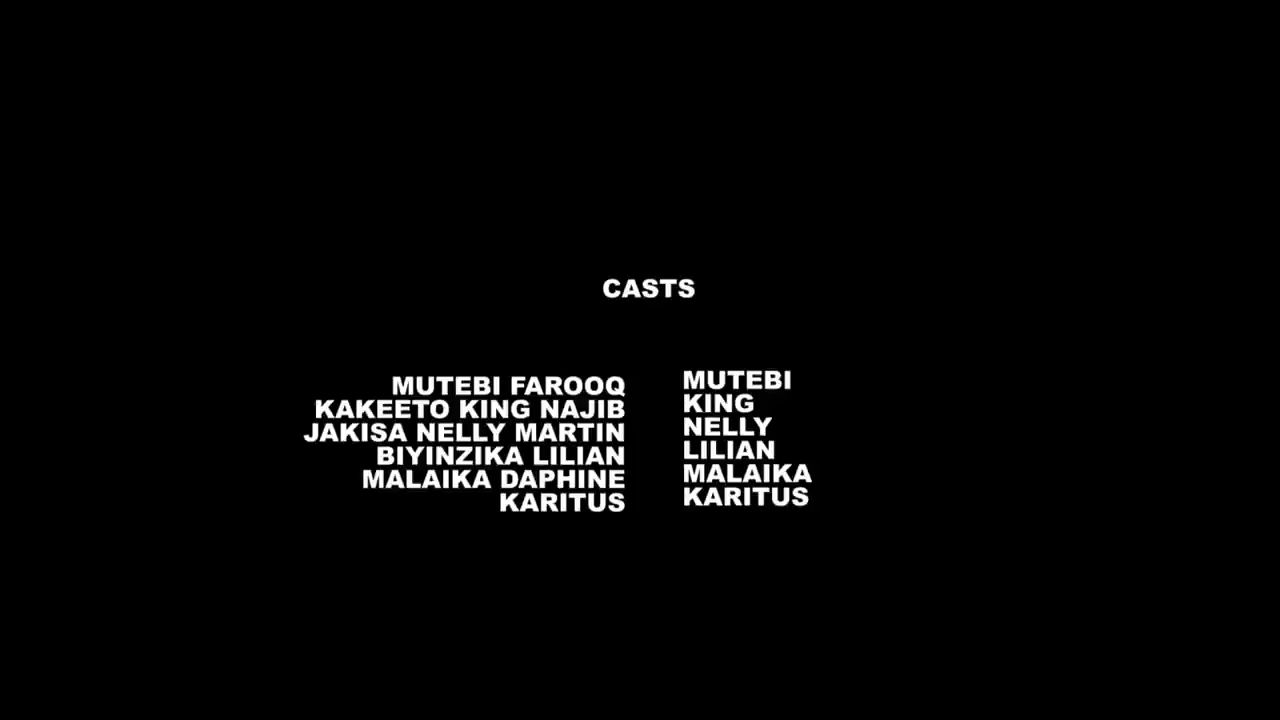 CASTS
MUTEBI FAROOQ MUTEBI
KAKEETO KING NAJIB KING
JAKISA NELLY MARTIN NELLY
BIYINZIKA LILIAN LILIAN
MALAIKA DAPHINE MALAIKA
KARITUS KARITUS